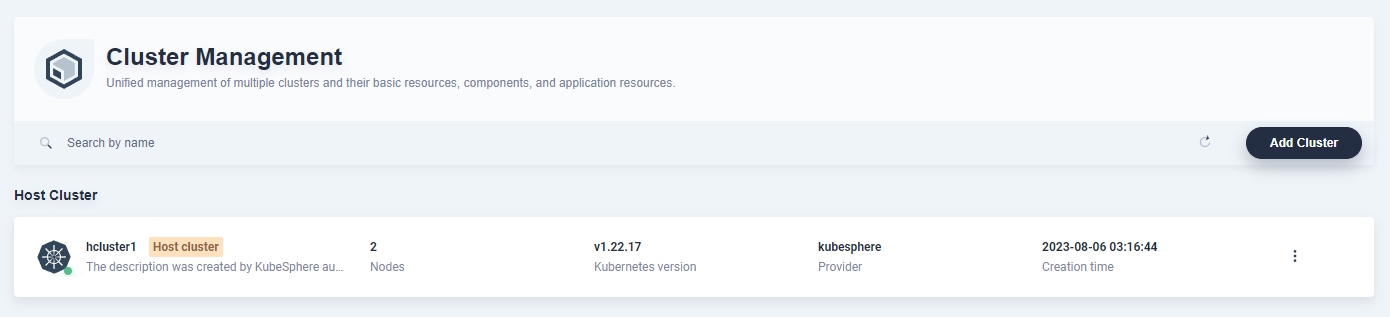 Cluster Management
Unified management of multiple clusters and their basic resources, components, and application resources.
Search by name
Add Cluster
Host Cluster
hcluster1 Host cluster 2 v1.22.17 kubesphere 2023-08-06 03:16:44
The description was created by KubeSphere au... Nodes Kubernetes version Provider Creation time